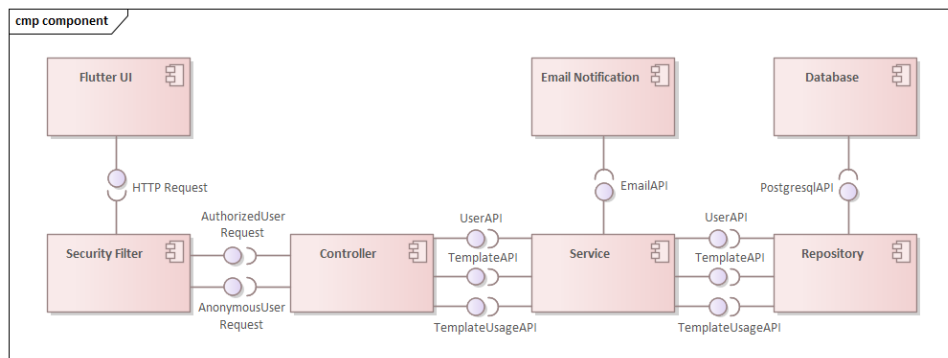 cmp component
Flutter UI
Email Notification
Database
HTTP Request
EmailAPI
PostgresqlAPI
AuthorizedUser
Request
UserAPI
UserAPI
Security Filter
Controller
TemplateAPI
Service
TemplateAPI
Repository
AnonymousUser
Request
TemplateUsageAPI
TemplateUsageAPI